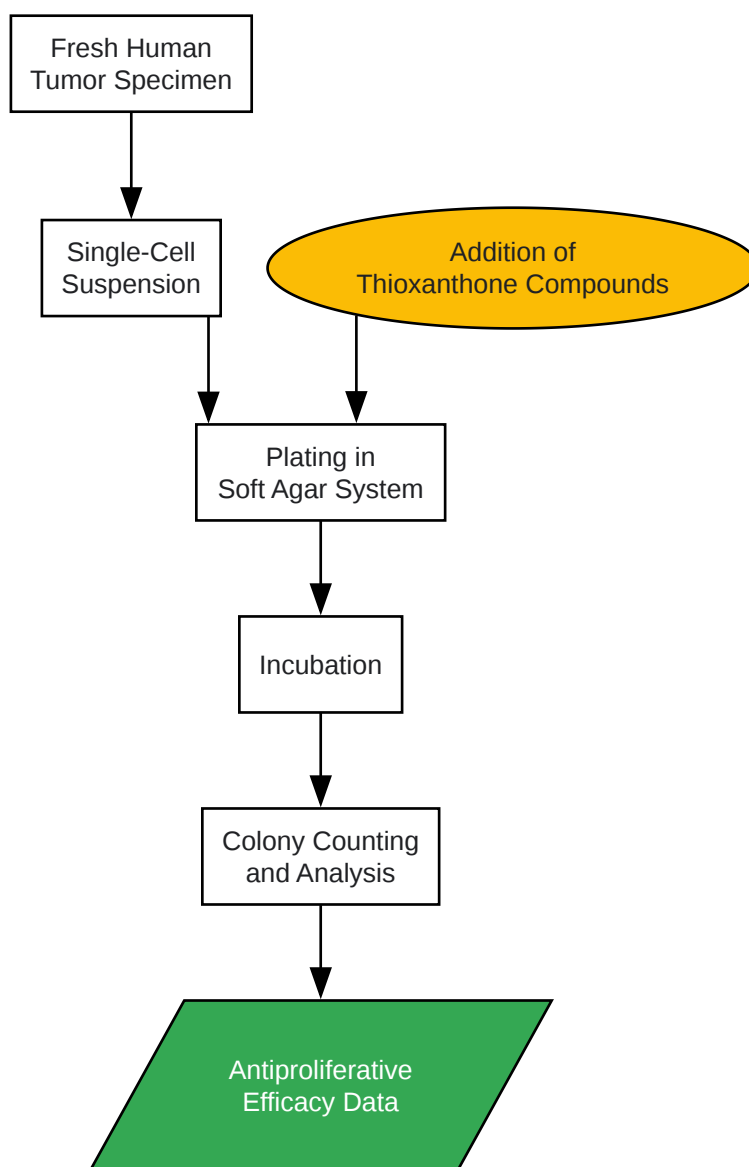 Fresh Human
Tumor Specimen
Single-Cell
Suspension
Addition of
Thioxanthone Compounds
Plating in
Soft Agar System
Incubation
Colony Counting
and Analysis
Antiproliferative
Efficacy Data